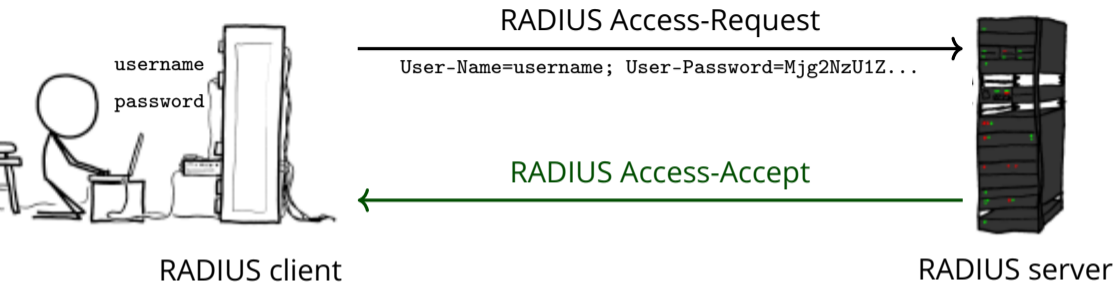 RADIUS Access-Request
username
User-Name=username; User-Password=Mjg2NzU1Z...
password
RADIUS Access-Accept
RADIUS client
RADIUS server